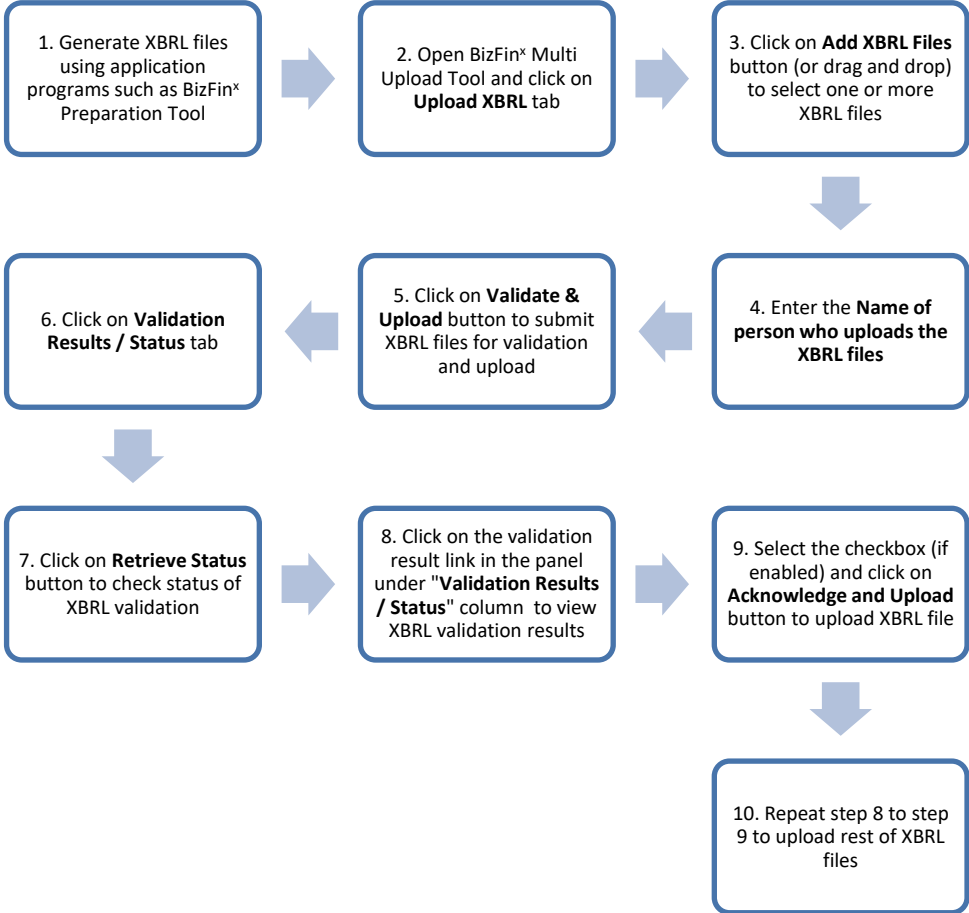 1. Generate XBRL files
using application
programs such as BizFinˣ
Preparation Tool
2. Open BizFinˣ Multi
Upload Tool and click on
Upload XBRL tab
3. Click on Add XBRL Files
button (or drag and drop)
to select one or more
XBRL files
4. Enter the Name of
person who uploads the
XBRL files
5. Click on Validate &
Upload button to submit
XBRL files for validation
and upload
6. Click on Validation
Results / Status tab
7. Click on Retrieve Status
button to check status of
XBRL validation
8. Click on the validation
result link in the panel
under "Validation Results
/ Status" column to view
XBRL validation results
9. Select the checkbox (if
enabled) and click on
Acknowledge and Upload
button to upload XBRL file
10. Repeat step 8 to step
9 to upload rest of XBRL
files